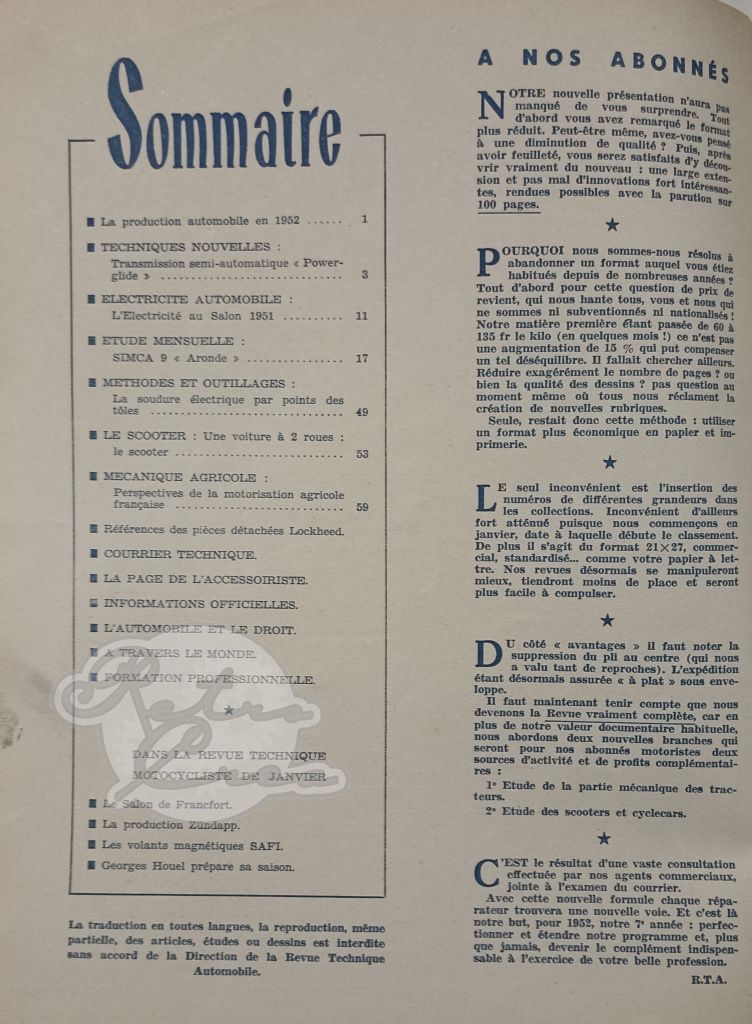 Sommaire
■ La production automobile en 1952 ...... 1
■ TECHNIQUES NOUVELLES :
Transmission semi-automatique « Power-
glide » ............................. 3
■ ELECTRICITE AUTOMOBILE :
L'Electricité au Salon 1951 .......... 11
■ ETUDE MENSUELLE :
SIMCA 9 « Aronde » ................ 17
■ METHODES ET OUTILLAGES :
La soudure électrique par points des
tôles .............................. 49
■ LE SCOOTER : Une voiture à 2 roues :
le scooter .......................... 53
■ MECANIQUE AGRICOLE :
Perspectives de la motorisation agricole
française .......................... 59
■ Références des pièces détachées Lockheed.
■ COURRIER TECHNIQUE.
■ LA PAGE DE L'ACCESSOIRISTE.
■ INFORMATIONS OFFICIELLES.
■ L'AUTOMOBILE ET LE DROIT.
■ A TRAVERS LE MONDE.
■ FORMATION PROFESSIONNELLE.
★
DANS LA REVUE TECHNIQUE
MOTOCYCLISTE DE JANVIER
■ Le Salon de Francfort.
■ La production Zündapp.
■ Les volants magnétiques SAFI.
■ Georges Houel prépare sa saison.
La traduction en toutes langues, la reproduction, même
partielle, des articles, études ou dessins est interdite
sans accord de la Direction de la Revue Technique
Automobile.
A NOS ABONNÉS
NOTRE nouvelle présentation n'aura pas
manqué de vous surprendre. Tout
d'abord vous avez remarqué le format
plus réduit. Peut-être même, avez-vous pensé
à une diminution de qualité ? Puis, après
avoir feuilleté, vous serez satisfaits d'y décou-
vrir vraiment du nouveau : une large exten-
sion et pas mal d'innovations fort intéressan-
tes, rendues possibles avec la parution sur
100 pages.
★
POURQUOI nous sommes-nous résolus à
abandonner un format auquel vous étiez
habitués depuis de nombreuses années ?
Tout d'abord pour cette question de prix de
revient, qui nous hante tous, vous et nous qui
ne sommes ni subventionnés ni nationalisés !
Notre matière première étant passée de 60 à
135 fr le kilo (en quelques mois !) ce n'est pas
une augmentation de 15 % qui put compenser
un tel déséquilibre. Il fallait chercher ailleurs.
Réduire exagérément le nombre de pages ? ou
bien la qualité des dessins ? pas question au
moment même où tous nous réclament la
création de nouvelles rubriques.
Seule, restait donc cette méthode : utiliser
un format plus économique en papier et im-
primerie.
★
LE seul inconvénient est l'insertion des
numéros de différentes grandeurs dans
les collections. Inconvénient d'ailleurs
fort atténué puisque nous commençons en
janvier, date à laquelle débute le classement.
De plus il s'agit du format 21×27, commer-
cial, standardisé... comme votre papier à let-
tre. Nos revues désormais se manipuleront
mieux, tiendront moins de place et seront
plus facile à compulser.
★
DU côté « avantages » il faut noter la
suppression du pli au centre (qui nous
a valu tant de reproches). L'expédition
étant désormais assurée « à plat » sous enve-
loppe.
Il faut maintenant tenir compte que nous
devenons la Revue vraiment complète, car en
plus de notre valeur documentaire habituelle,
nous abordons deux nouvelles branches qui
seront pour nos abonnés motoristes deux
sources d'activité et de profits complémentai-
res :
1° Etude de la partie mécanique des trac-
teurs.
2° Etude des scooters et cyclecars.
★
C'EST le résultat d'une vaste consultation
effectuée par nos agents commerciaux,
jointe à l'examen du courrier.
Avec cette nouvelle formule chaque répa-
rateur trouvera une nouvelle voie. Et c'est là
notre but, pour 1952, notre 7e année : perfec-
tionner et étendre notre programme et, plus
que jamais, devenir le complément indispen-
sable à l'exercice de votre belle profession.
R.T.A.
Retro